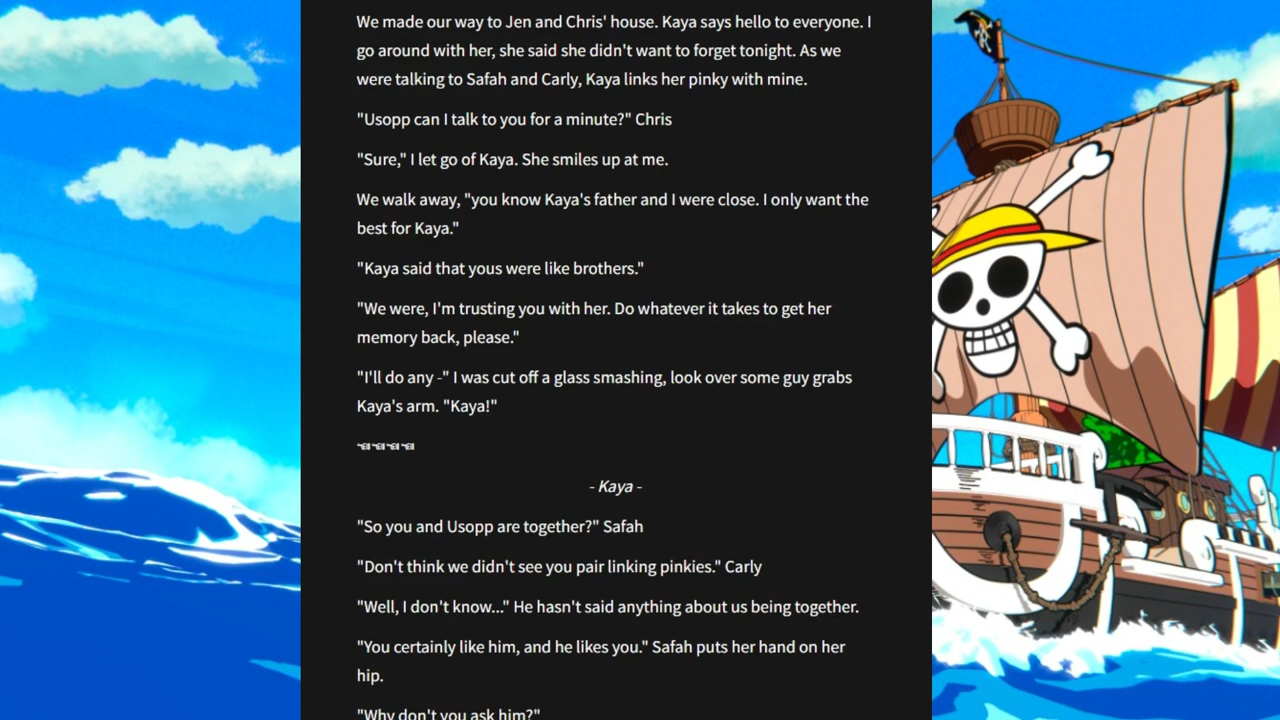 We made our way to Jen and Chris' house. Kaya says hello to everyone. I
go around with her, she said she didn't want to forget tonight. As we
were talking to Safah and Carly, Kaya links her pinky with mine.
"Usopp can I talk to you for a minute?" Chris
"Sure," I let go of Kaya. She smiles up at me.
We walk away, "you know Kaya's father and I were close. I only want the
best for Kaya."
"Kaya said that yous were like brothers."
"We were, I'm trusting you with her. Do whatever it takes to get her
memory back, please."
"I'll do any -" I was cut off a glass smashing, look over some guy grabs
Kaya's arm. "Kaya!"
- Kaya -
"So you and Usopp are together?" Safah
"Don't think we didn't see you pair linking pinkies." Carly
"Well, I don't know..." He hasn't said anything about us being together.
"You certainly like him, and he likes you." Safah puts her hand on her
hip.
"Why don't you ask him?"